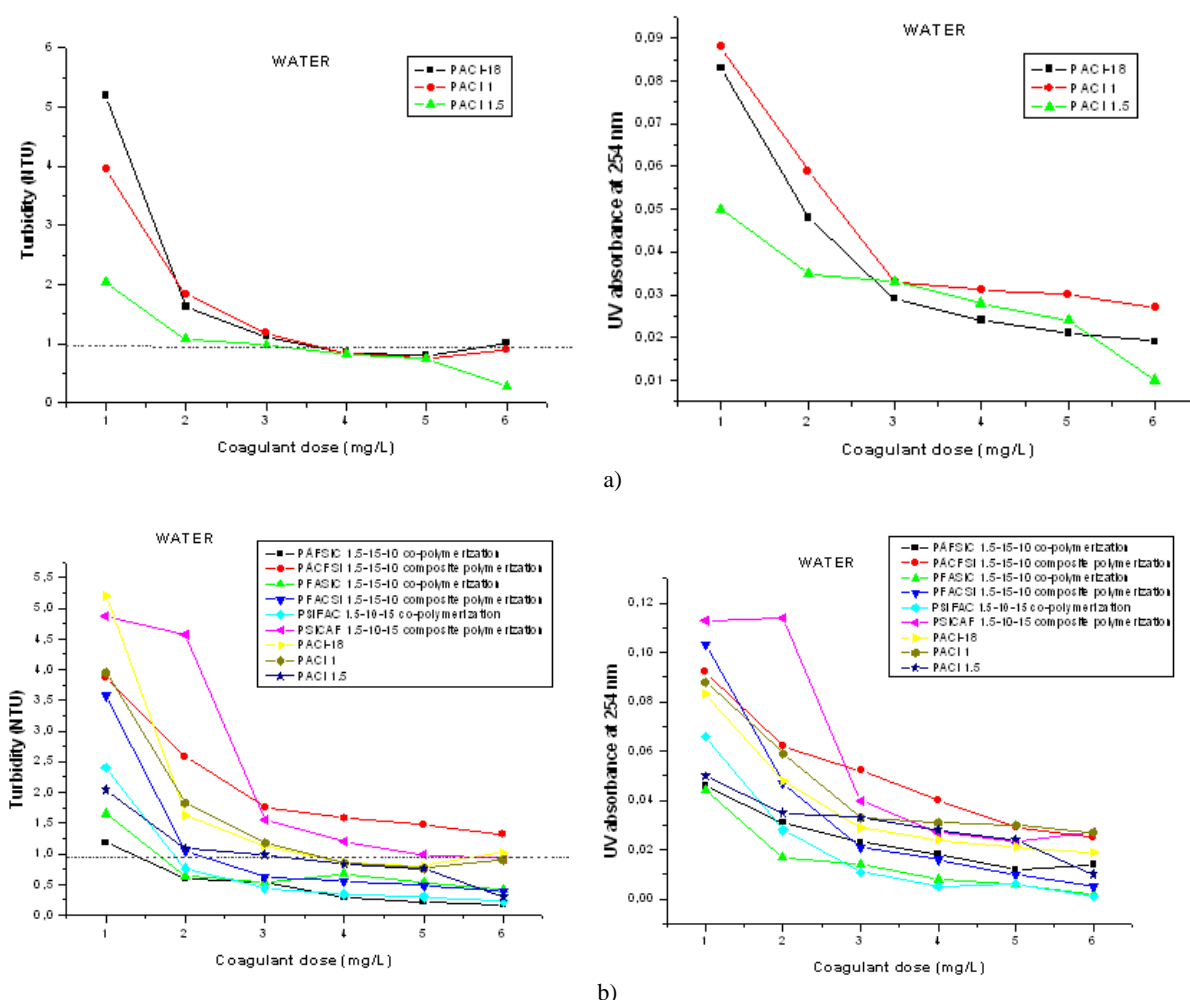 WATER
PACl-18
PACl 1
PACl 1.5
6
5
4
3
2
1
0
Turbidity (NTU)
1 2 3 4 5 6
Coagulant dose (mg/L)
WATER
PACl-18
PACl 1
PACl 1.5
0,09
0,08
0,07
0,06
0,05
0,04
0,03
0,02
0,01
UV absorbance at 254 nm
1 2 3 4 5 6
Coagulant dose (mg/L)
a)
WATER
PAFSIC 1.5-15-10 co-polymerization
PACFSI 1.5-15-10 composite polymerization
PFASIC 1.5-15-10 co-polymerization
PFACSI 1.5-15-10 composite polymerization
PSIFAC 1.5-10-15 co-polymerization
PSICAF 1.5-10-15 composite polymerization
PACl-18
PACl 1
PACl 1.5
5,5
5,0
4,5
4,0
3,5
3,0
2,5
2,0
1,5
1,0
0,5
0,0
Turbidity (NTU)
1 2 3 4 5 6
Coagulant dose (mg/L)
WATER
PAFSIC 1.5-15-10 co-polymerization
PACFSI 1.5-15-10 composite polymerization
PFASIC 1.5-15-10 co-polymerization
PFACSI 1.5-15-10 composite polymerization
PSIFAC 1.5-10-15 co-polymerization
PSICAF 1.5-10-15 composite polymerization
PACl-18
PACl 1
PACl 1.5
0,12
0,10
0,08
0,06
0,04
0,02
0,00
UV absorbance at 254 nm
1 2 3 4 5 6
Coagulant dose (mg/L)
b)